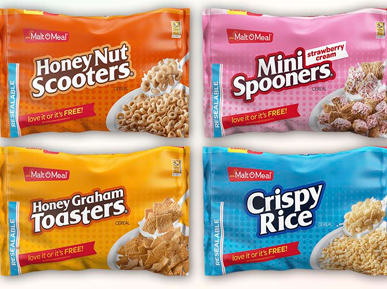 Malt O Meal
Honey Nut
Scooters
CEREAL
love it or it's FREE!
RESEALABLE
Malt O Meal
Mini
Spooners
strawberry
cream
CEREAL
love it or it's FREE!
RESEALABLE
Malt O Meal
Honey Graham
Toasters
CEREAL
love it or it's FREE!
RESEALABLE
Malt O Meal
Crispy
Rice
CEREAL
love it or it's FREE!
RESEALABLE